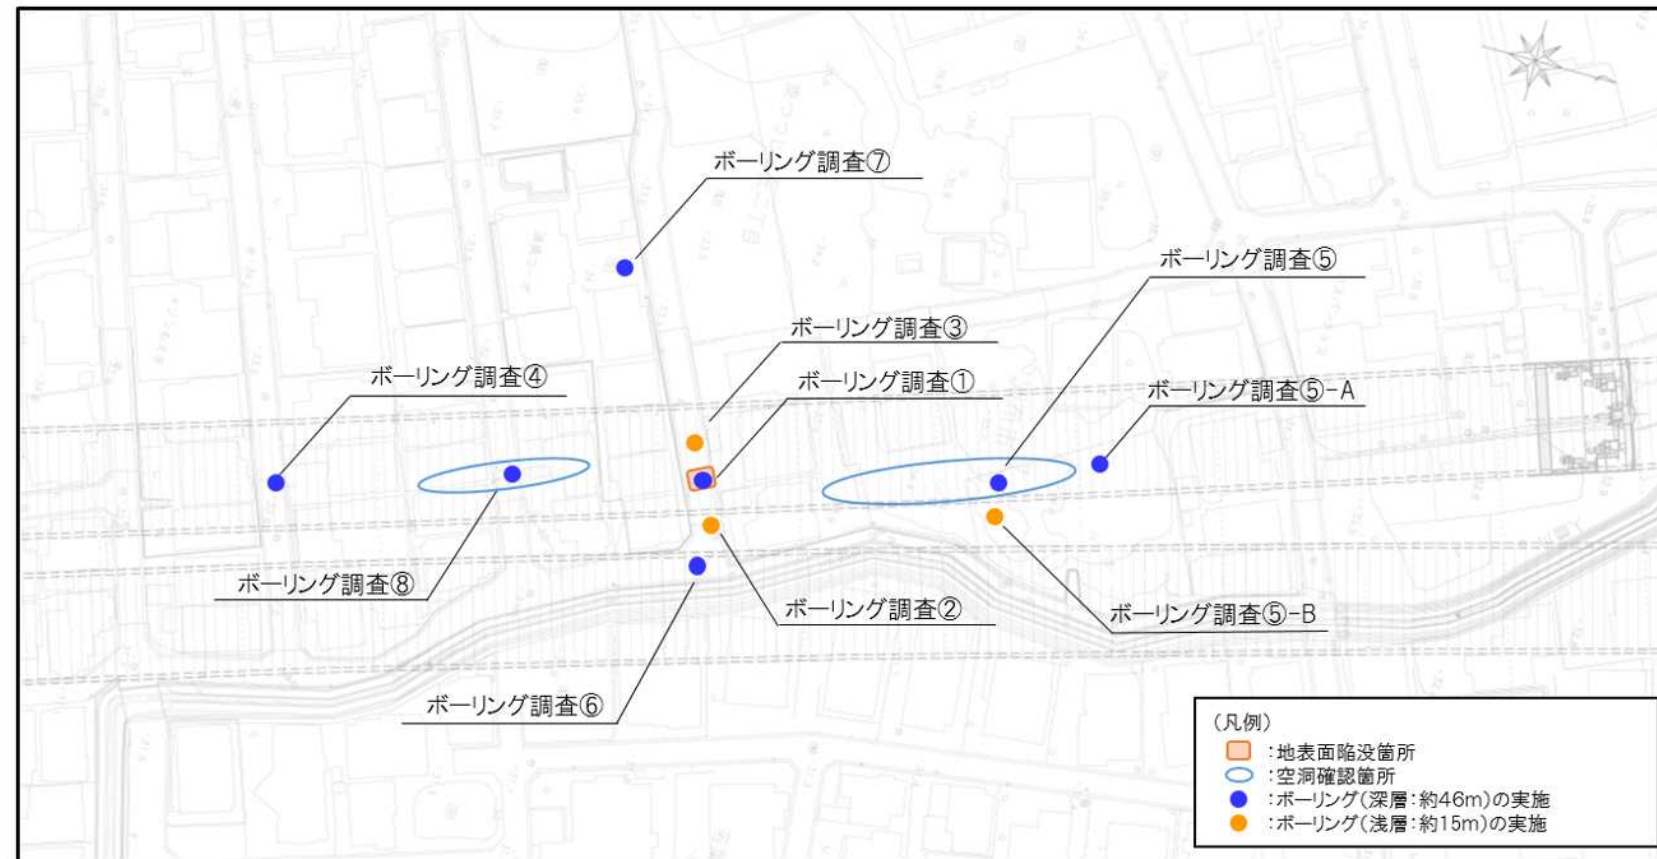 ボーリング調査⑦
ボーリング調査⑤
ボーリング調査③
ボーリング調査④
ボーリング調査①
ボーリング調査⑤-A
ボーリング調査⑧
ボーリング調査②
ボーリング調査⑤-B
ボーリング調査⑥
(凡例)
:地表面陥没箇所
:空洞確認箇所
:ボーリング(深層:約46m)の実施
:ボーリング(浅層:約15m)の実施